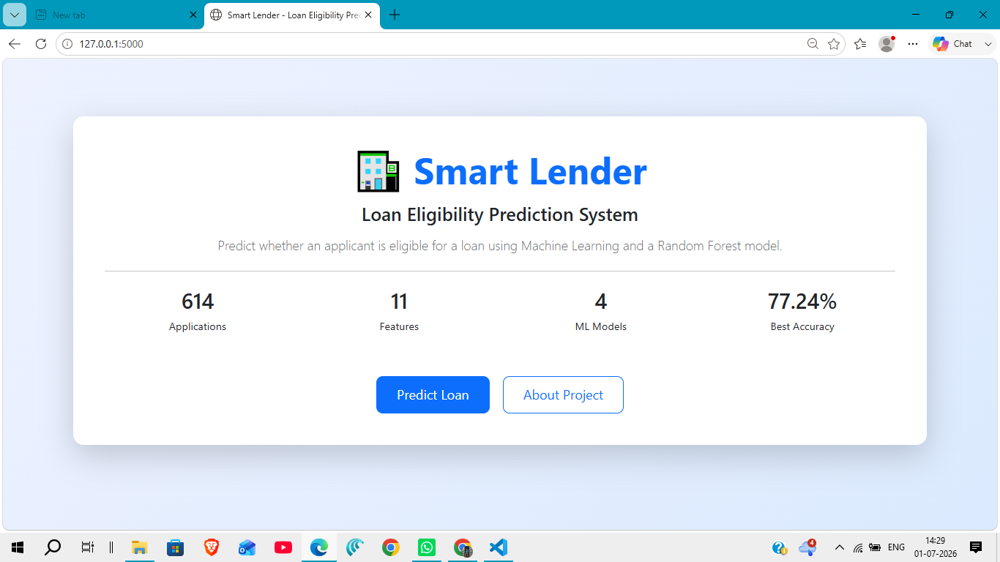 New tab
Smart Lender - Loan Eligibility Pred
127.0.0.1:5000
Chat
B
Smart Lender
Loan Eligibility Prediction System
Predict whether an applicant is eligible for a loan using Machine Learning and a Random Forest model.
614
Applications
11
Features
4
ML Models
77.24%
Best Accuracy
Predict Loan
About Project
4
ENG
14:29
01-07-2026